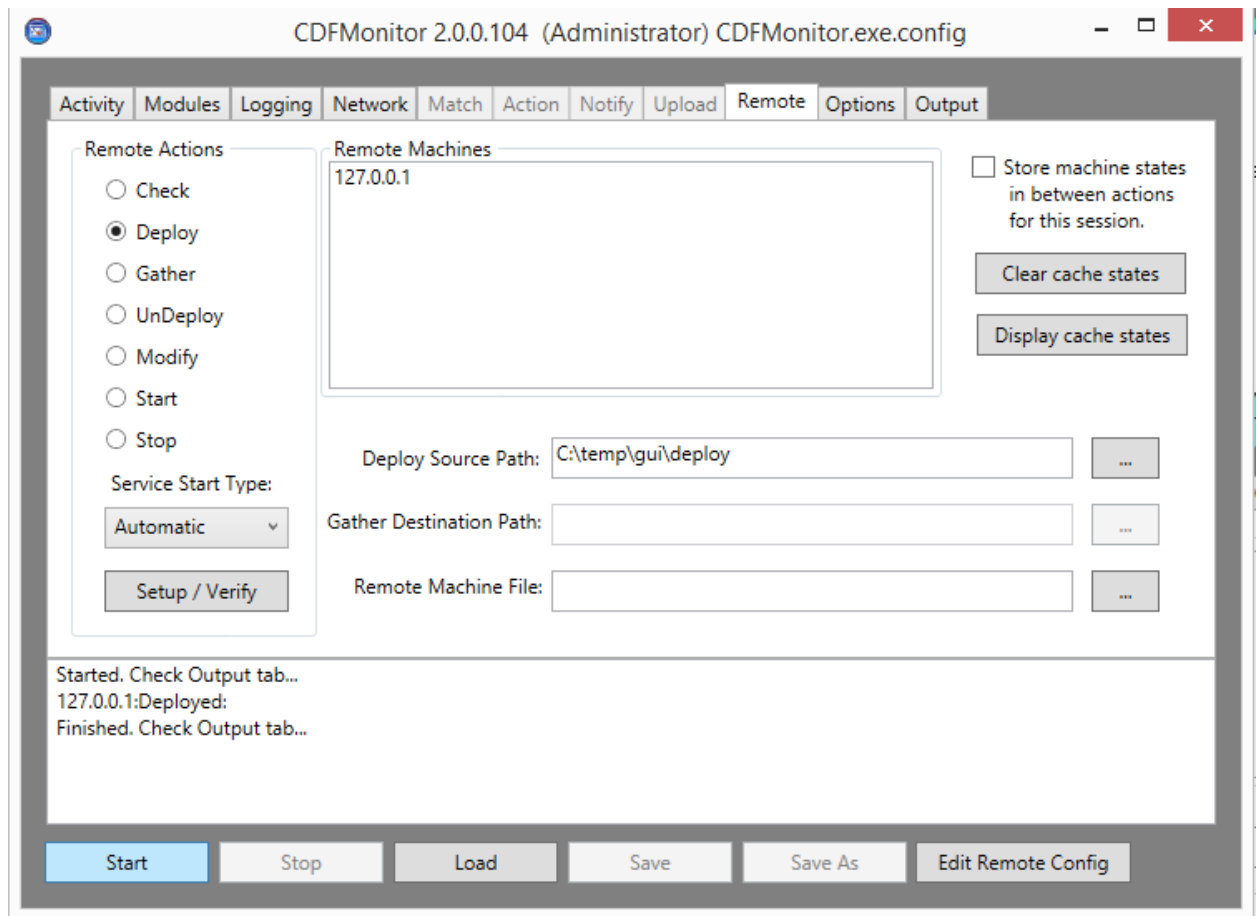 CDFMonitor 2.0.0.104 (Administrator) CDFMonitor.exe.config
Activity Modules Logging Network Match Action Notify Upload Remote Options Output
Remote Actions
Check
Deploy
Gather
UnDeploy
Modify
Start
Stop
Service Start Type:
Automatic
Setup / Verify
Remote Machines
127.0.0.1
Store machine states
in between actions
for this session.
Clear cache states
Display cache states
Deploy Source Path: C:\temp\gui\deploy ...
Gather Destination Path: ...
Remote Machine File: ...
Started. Check Output tab...
127.0.0.1:Deployed:
Finished. Check Output tab...
Start Stop Load Save Save As Edit Remote Config